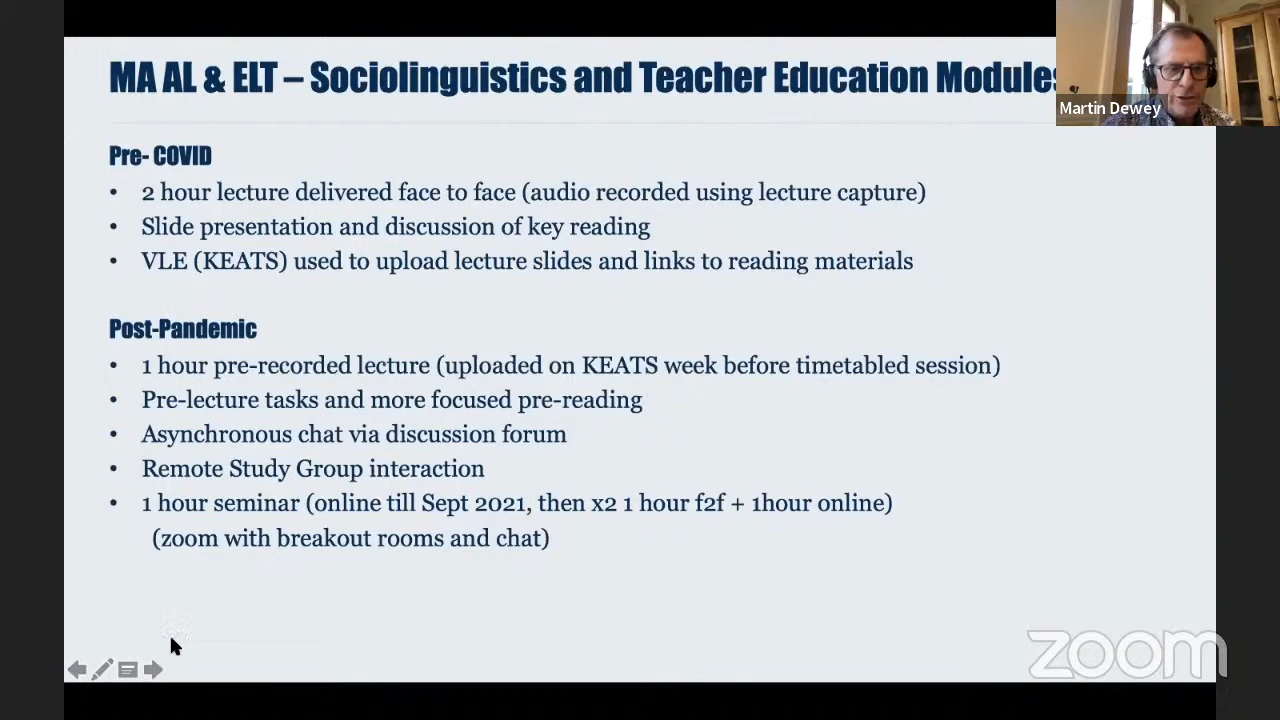 MA AL & ELT – Sociolinguistics and Teacher Education Modules
Martin Dewey
Pre- COVID
• 2 hour lecture delivered face to face (audio recorded using lecture capture)
• Slide presentation and discussion of key reading
• VLE (KEATS) used to upload lecture slides and links to reading materials
Post-Pandemic
• 1 hour pre-recorded lecture (uploaded on KEATS week before timetabled session)
• Pre-lecture tasks and more focused pre-reading
• Asynchronous chat via discussion forum
• Remote Study Group interaction
• 1 hour seminar (online till Sept 2021, then x2 1 hour f2f + 1hour online)
(zoom with breakout rooms and chat)
zoom